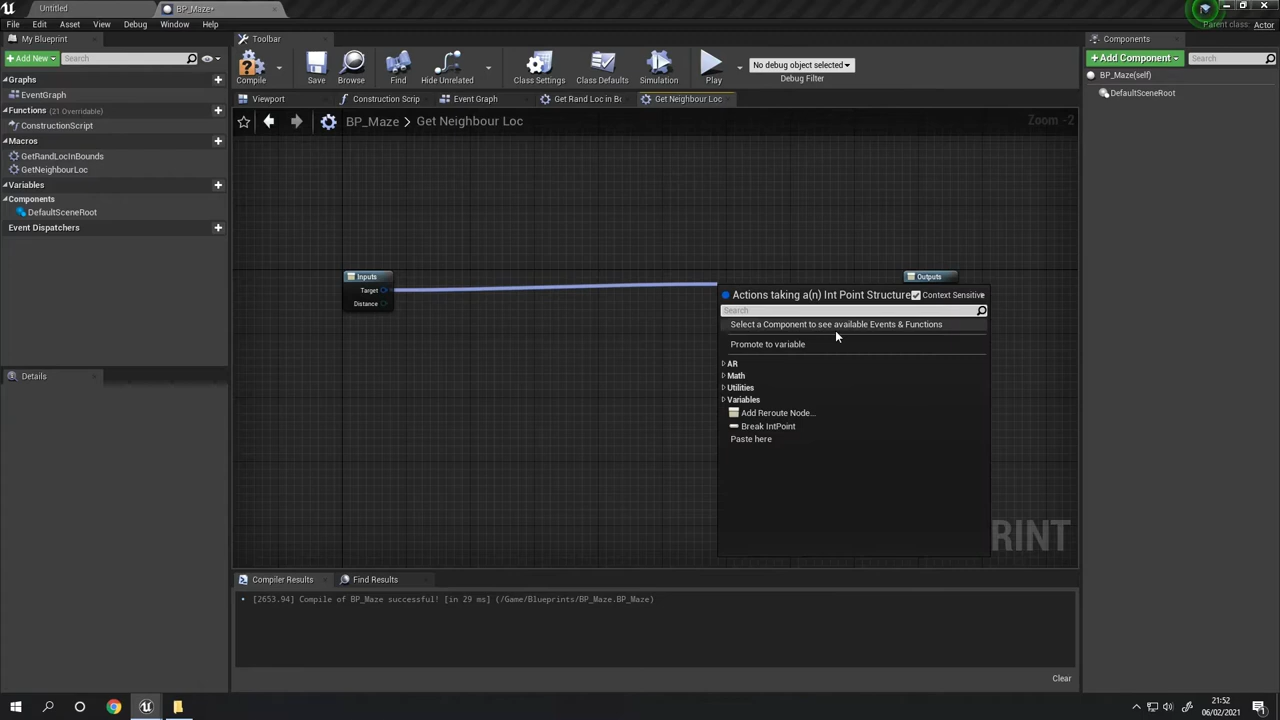 Untitled
BP_Maze*
File Edit Asset View Debug Window Help
Parent class: Actor
My Blueprint
Toolbar
Components
Add New
Search
Compile
Save
Browse
Find
Hide Unrelated
Class Settings
Class Defaults
Simulation
Play
No debug object selected
Debug Filter
+ Add Component
Search
BP_Maze(self)
DefaultSceneRoot
Graphs
EventGraph
Functions (21 Overridable)
ConstructionScript
Macros
GetRandLocInBounds
GetNeighbourLoc
Variables
Components
DefaultSceneRoot
Event Dispatchers
Viewport
Construction Scrip
Event Graph
Get Rand Loc in Bc
Get Neighbour Loc
BP_Maze > Get Neighbour Loc
Zoom -2
Inputs
Target
Distance
Outputs
Actions taking a(n) Int Point Structure
Context Sensitive
Search
Select a Component to see available Events & Functions
Promote to variable
AR
Math
Utilities
Variables
Add Reroute Node...
Break IntPoint
Paste here
RINT
Details
Compiler Results
Find Results
[2653.94] Compile of BP_Maze successful! [in 29 ms] (/Game/Blueprints/BP_Maze.BP_Maze)
Clear
21:52
06/02/2021